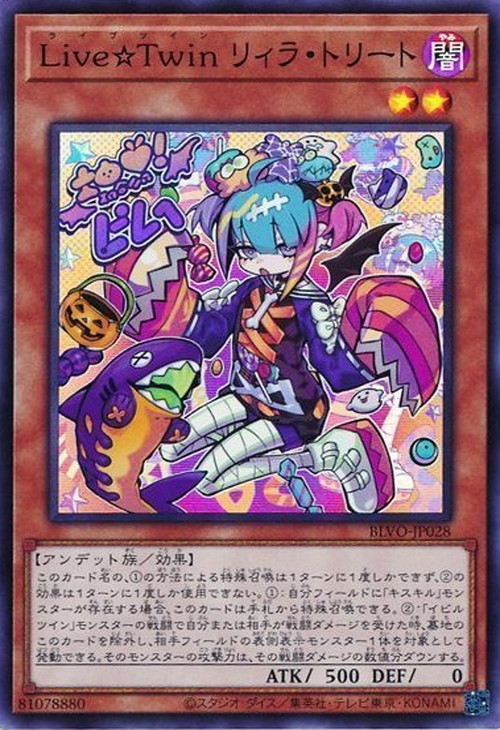 ライブツイン
Live☆Twin リィラ・トリート
やみ
闇
BLVO-JP028
【アンデット族／効果】
このカード名の、①の方法による特殊召喚は１ターンに１度しかできず、②の
効果は１ターンに１度しか使用できない。①：自分フィールドに「キスキル」モン
スターが存在する場合、このカードは手札から特殊召喚できる。②：「イビル
ツイン」モンスターの戦闘で自分または相手が戦闘ダメージを受けた時、墓地の
このカードを除外し、相手フィールドの表側表示モンスター１体を対象として
発動できる。そのモンスターの攻撃力は、その戦闘ダメージの数値分ダウンする。
ATK/ 500 DEF/ 0
81078880
©スタジオ・ダイス／集英社・テレビ東京・KONAMI